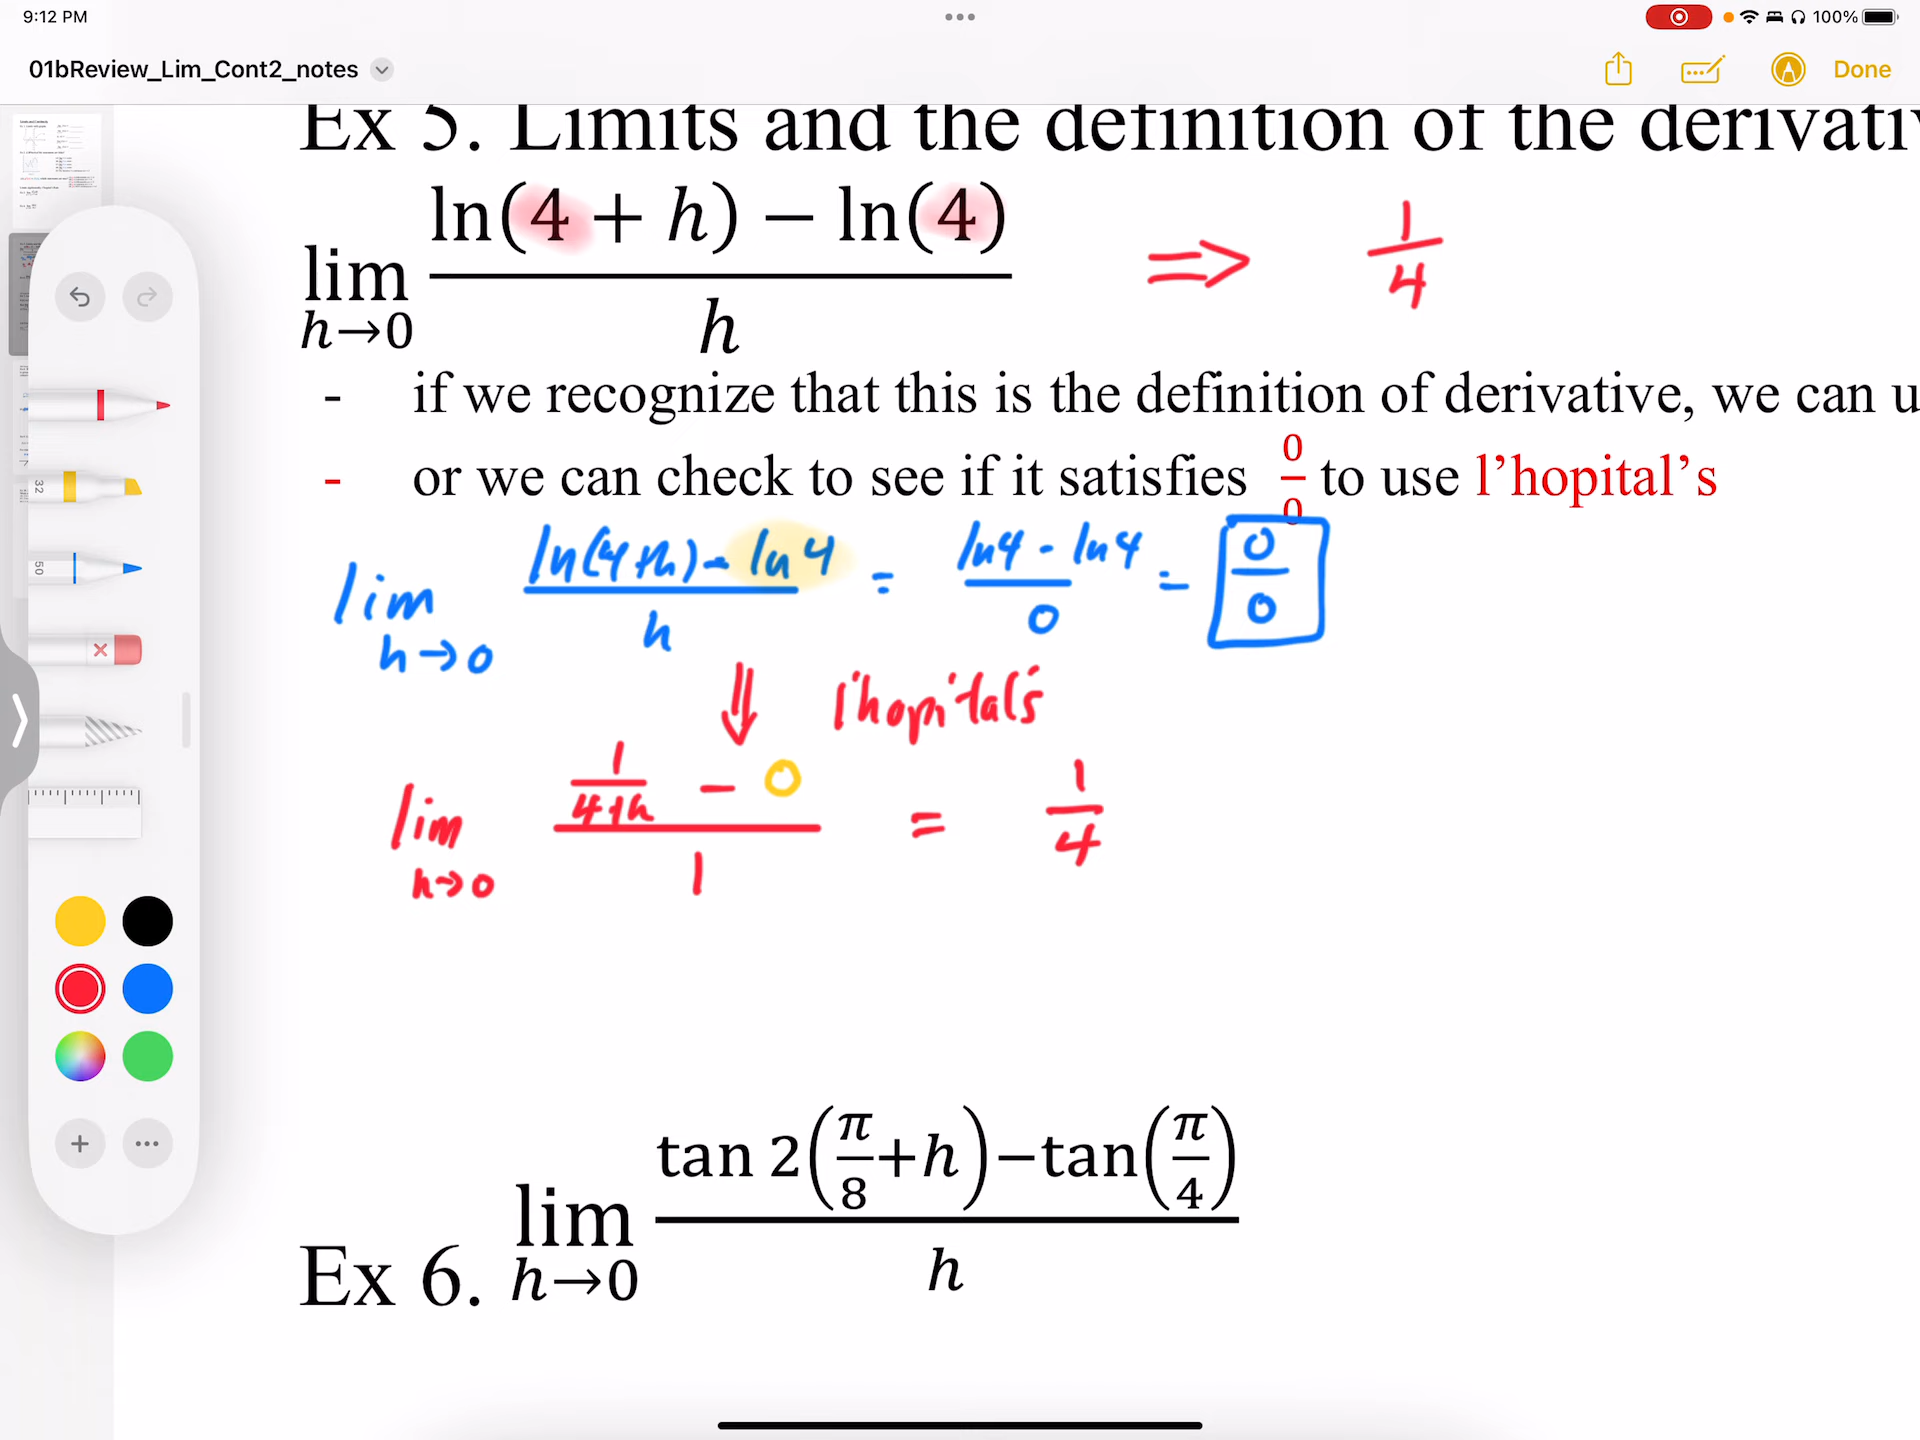 9:12 PM
100%
01bReview_Lim_Cont2_notes
Done
Ex 5. Limits and the definition of the derivati
lim h→0 (ln(4 + h) − ln(4))/h ⇒ 1/4
- if we recognize that this is the definition of derivative, we can u
- or we can check to see if it satisfies 0/0 to use l’hopital’s
lim h→0 (ln(4+h) - ln 4)/h = (ln4 - ln4)/0 = 0/0
⇓ l'hopital's
lim h→0 (1/(4+h) - 0)/1 = 1/4
Ex 6. lim h→0 (tan 2(π/8+h)−tan(π/4))/h
32
50